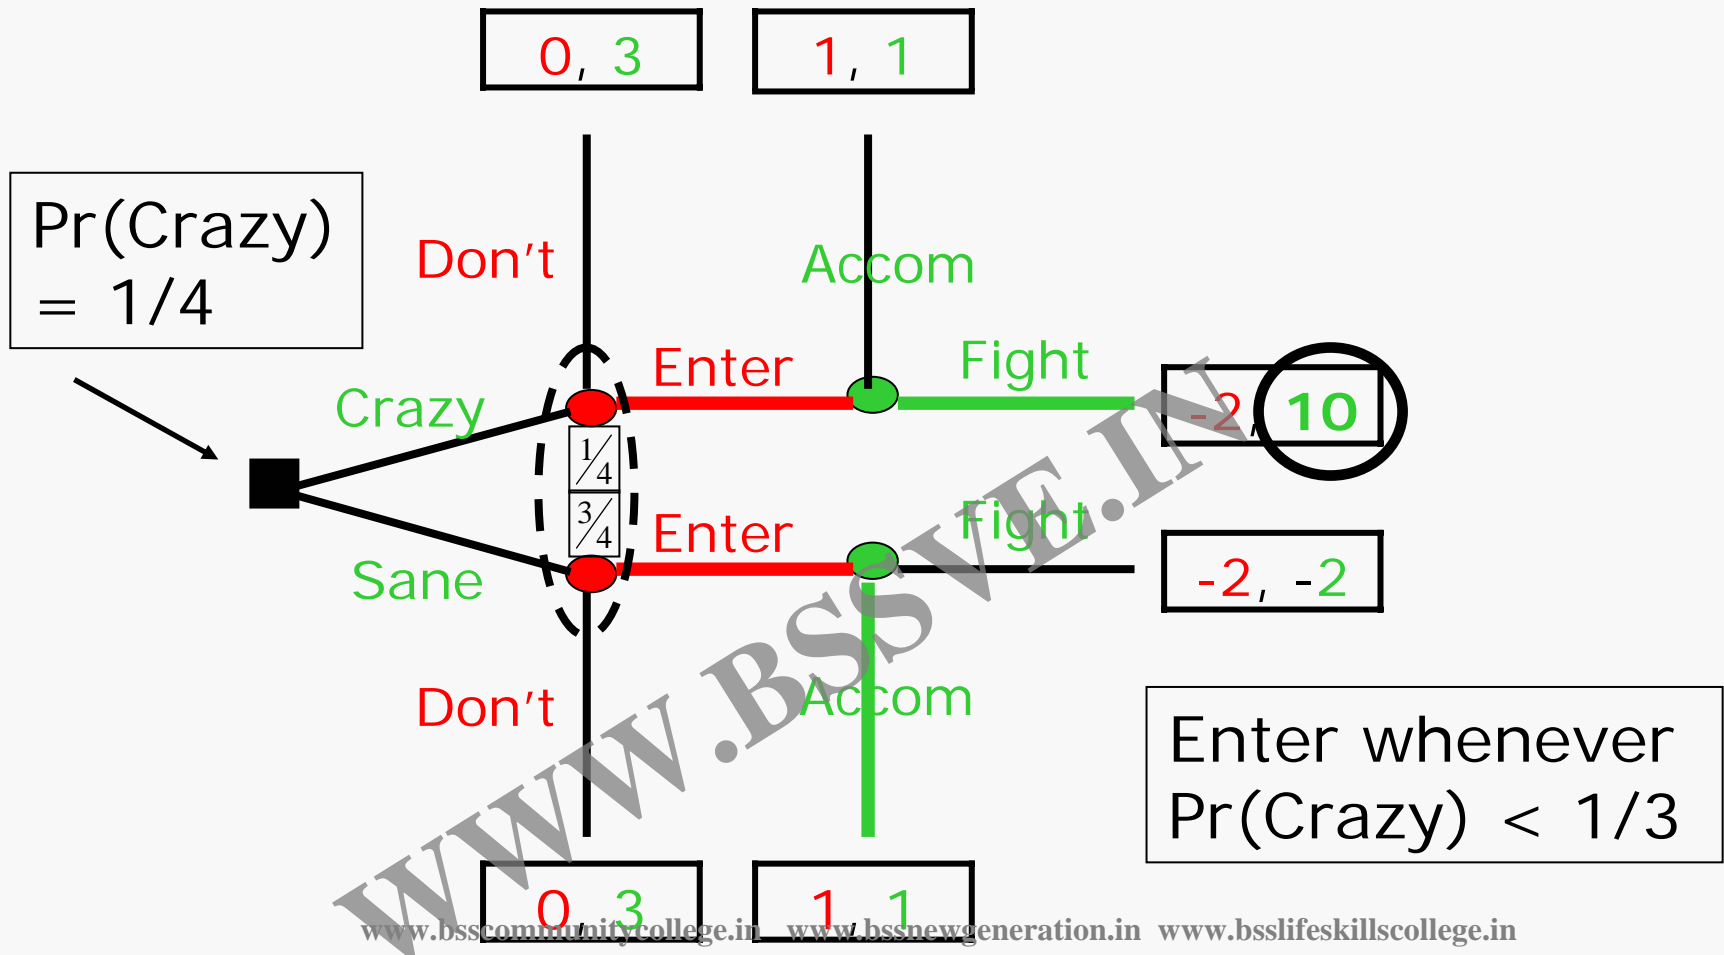 0, 3
1, 1
Pr(Crazy)
= 1/4
Don't
Accom
Enter
Fight
-2, 10
Crazy
1/4
3/4
Enter
Fight
-2, -2
Sane
Don't
Accom
Enter whenever
Pr(Crazy) < 1/3
0, 3
1, 1
WWW.BSSVE.IN
www.bsscommunitycollege.in www.bssnewgeneration.in www.bsslifeskillscollege.in